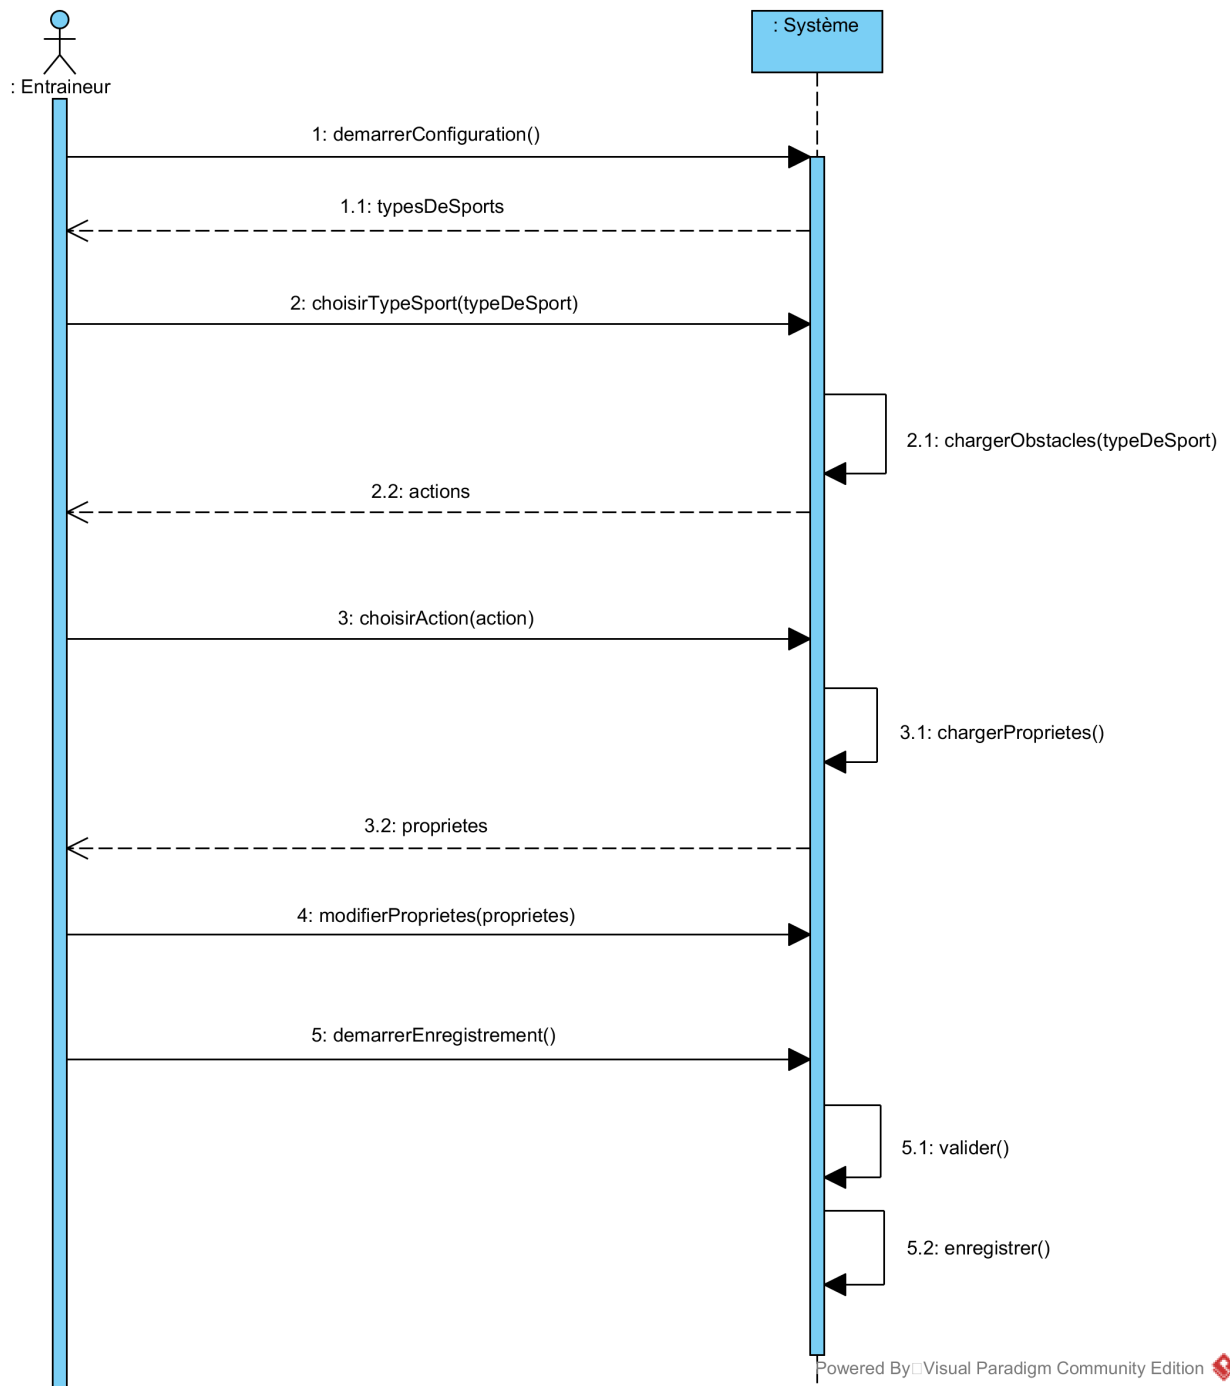 : Système
: Entraineur
1: demarrerConfiguration()
1.1: typesDeSports
2: choisirTypeSport(typeDeSport)
2.1: chargerObstacles(typeDeSport)
2.2: actions
3: choisirAction(action)
3.1: chargerProprietes()
3.2: proprietes
4: modifierProprietes(proprietes)
5: demarrerEnregistrement()
5.1: valider()
5.2: enregistrer()
Powered By Visual Paradigm Community Edition